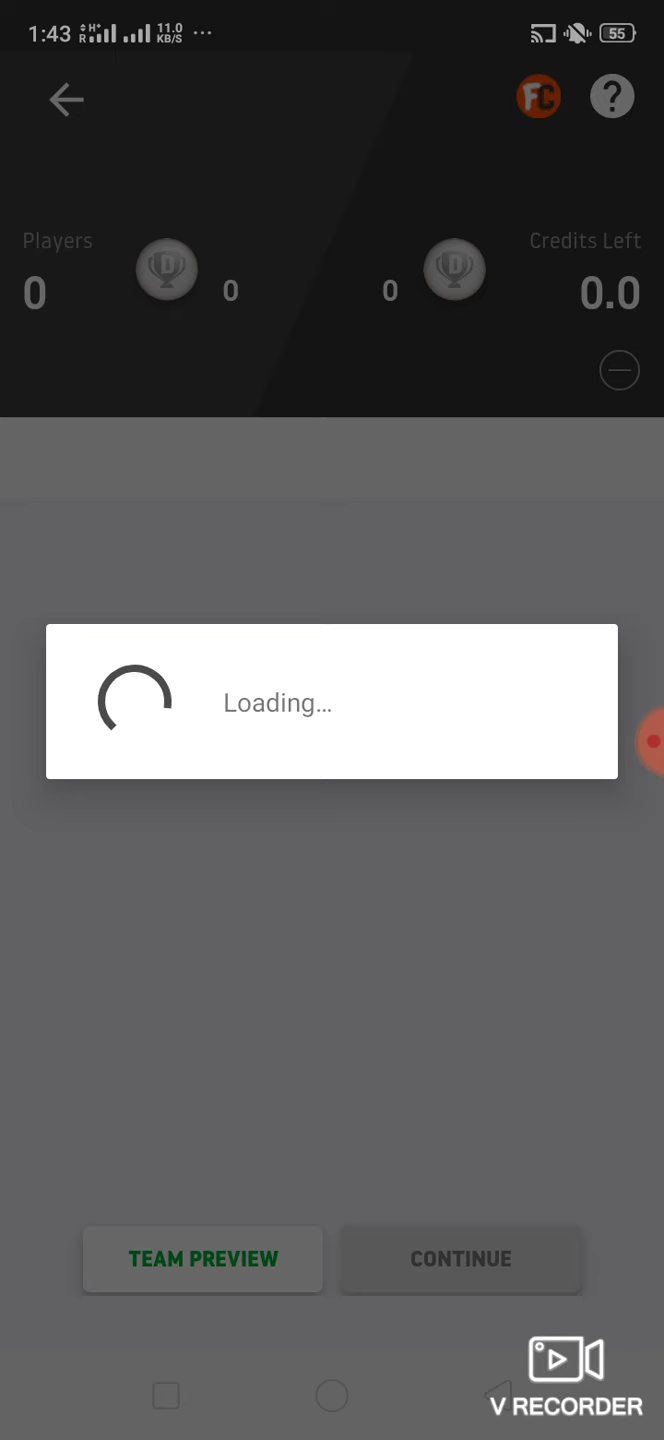 1:43 R H+ 11.0 KB/S ... 55
FC ?
Players Credits Left
D D
0 0 0 0.0
Loading...
TEAM PREVIEW CONTINUE
V RECORDER